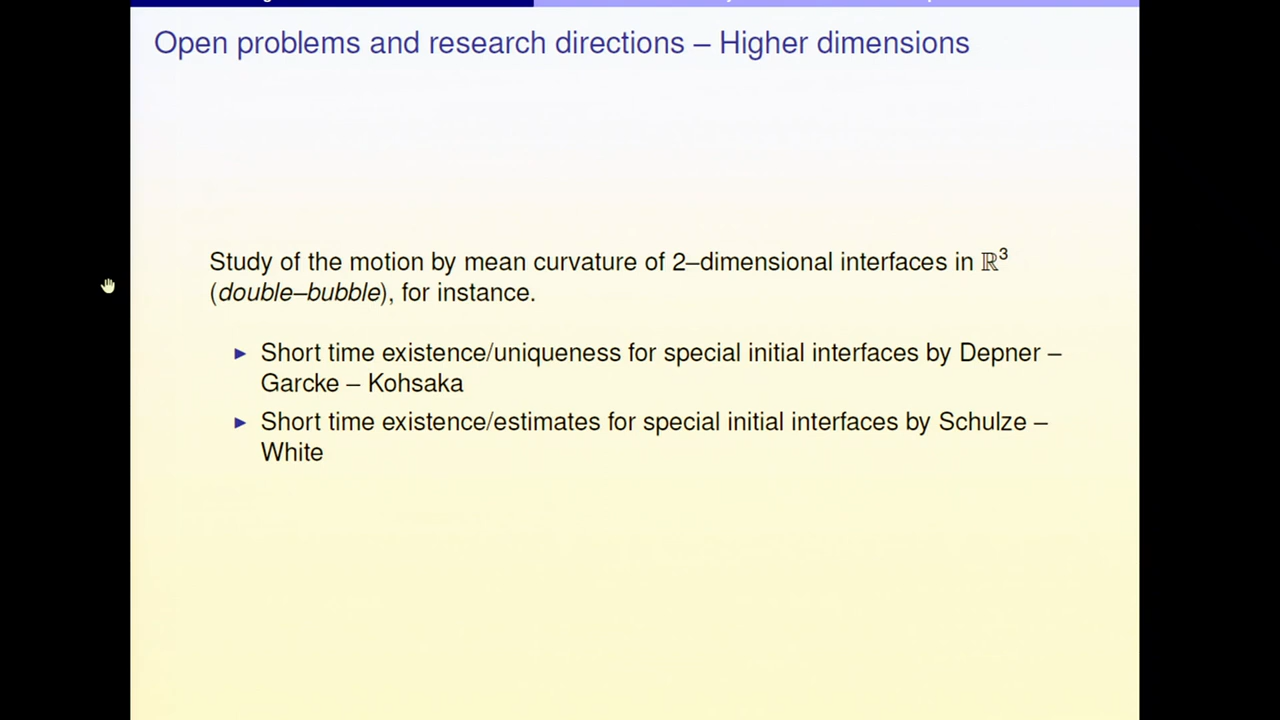 Open problems and research directions – Higher dimensions
Study of the motion by mean curvature of 2–dimensional interfaces in ℝ³
(double–bubble), for instance.
► Short time existence/uniqueness for special initial interfaces by Depner –
Garcke – Kohsaka
► Short time existence/estimates for special initial interfaces by Schulze –
White